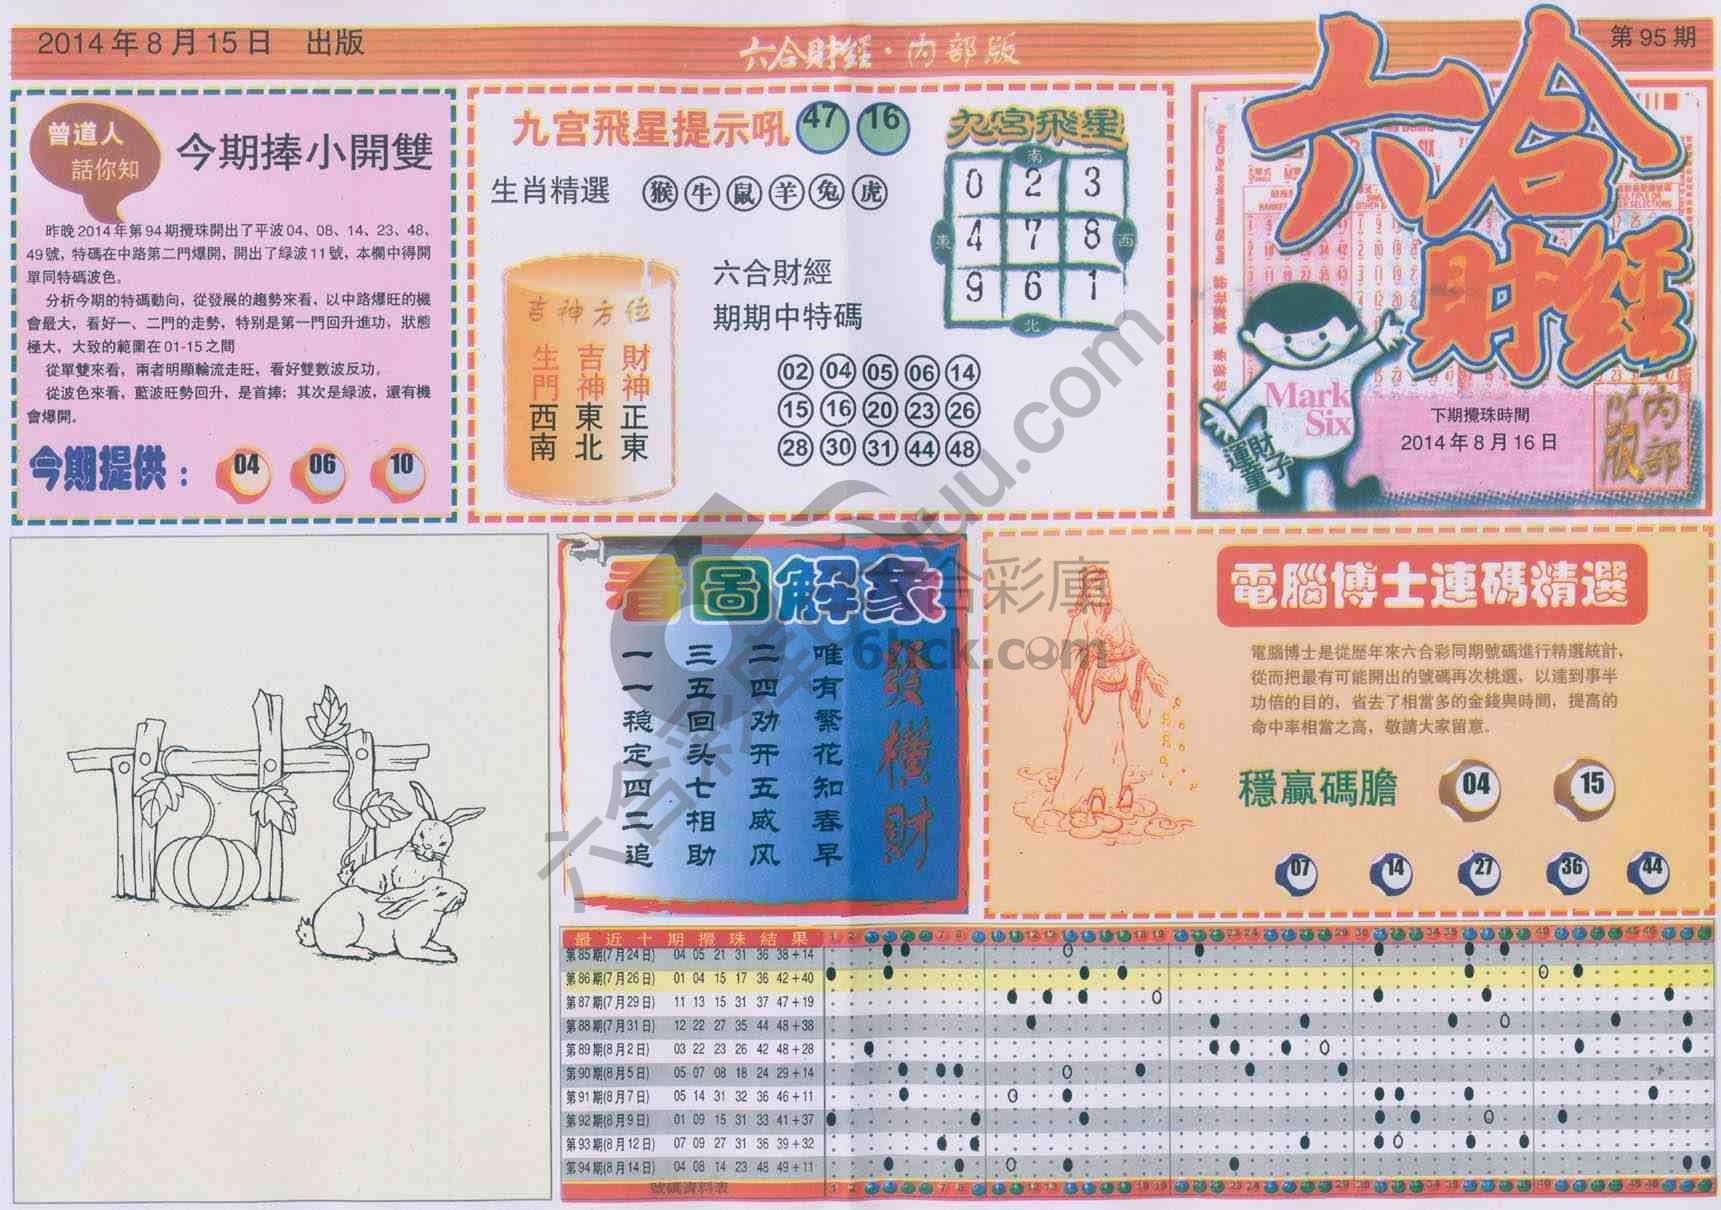 2014年8月15日 出版
六合財經·内部版
第95期
曾道人
話你知
今期捧小開雙
昨晚2014年第94期攪珠開出了平波04、08、14、23、48、
49號,特碼在中路第二門爆開,開出了綠波11號,本欄中得開
單同特碼波色。
分析今期的特碼動向,從發展的趨勢來看,以中路爆旺的機
會最大,看好一、二門的走勢,特别是第一門回升進功,狀態
極大,大致的範圍在01-15之間
從單雙來看,兩者明顯輪流走旺,看好雙數波反功。
從波色來看,藍波旺勢回升,是首捧;其次是綠波,還有機
會爆開。
今期提供:
04 06 10
九宫飛星提示吼 47 16
生肖精選 猴 牛 鼠 羊 兔 虎
吉神方位
生門西南
吉神東北
財神正東
六合財經
期期中特碼
02 04 05 06 14
15 16 20 23 26
28 30 31 44 48
九宫飛星
南
0 2 3
東 4 7 8 西
9 6 1
北
六合
財經
Mark
Six
運財童子
下期攪珠時間
2014年8月16日
内部版
看圖解象
發橫財
唯有繁花知春早
二四劝开五威风
三五回头七相助
一一稳定四二追
電腦博士連碼精選
電腦博士是從歷年來六合彩同期號碼進行精選統計,
從而把最有可能開出的號碼再次桃選,以達到事半
功倍的目的,省去了相當多的金錢與時間,提高的
命中率相當之高,敬請大家留意。
穩贏碼膽 04 15
07 14 27 36 44
最近十期攪珠結果
第85期(7月24日) 04 05 21 31 36 38+14
第86期(7月26日) 01 04 15 17 36 42+40
第87期(7月29日) 11 13 15 31 37 47+19
第88期(7月31日) 12 22 27 35 44 48+38
第89期(8月2日) 03 22 23 26 42 48+28
第90期(8月5日) 05 07 08 18 24 29+14
第91期(8月7日) 05 14 31 32 36 46+11
第92期(8月9日) 01 09 15 31 33 41+37
第93期(8月12日) 07 09 27 31 36 39+32
第94期(8月14日) 04 08 14 23 48 49+11
號碼資料表
六合彩庫
6hck.com